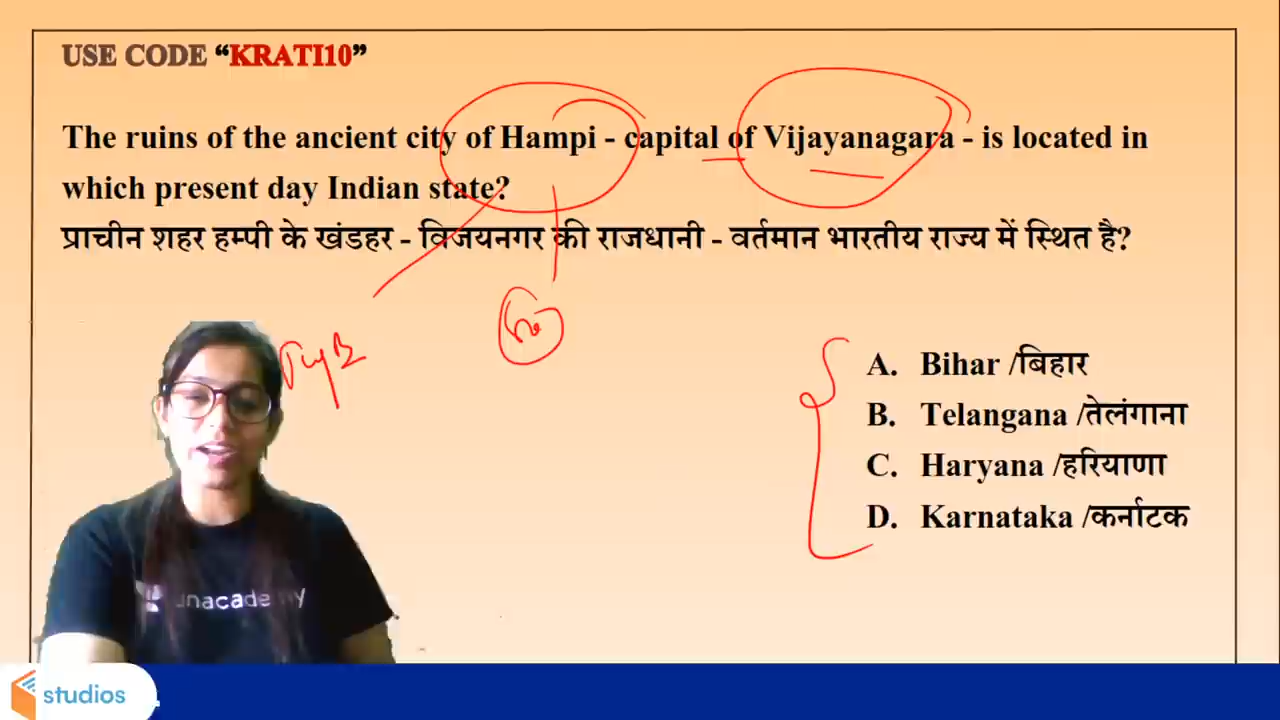 USE CODE “KRATI10”
The ruins of the ancient city of Hampi - capital of Vijayanagara - is located in
which present day Indian state?
प्राचीन शहर हम्पी के खंडहर - विजयनगर की राजधानी - वर्तमान भारतीय राज्य में स्थित है?
A. Bihar /बिहार
B. Telangana /तेलंगाना
C. Haryana /हरियाणा
D. Karnataka /कर्नाटक
unacademy
studios